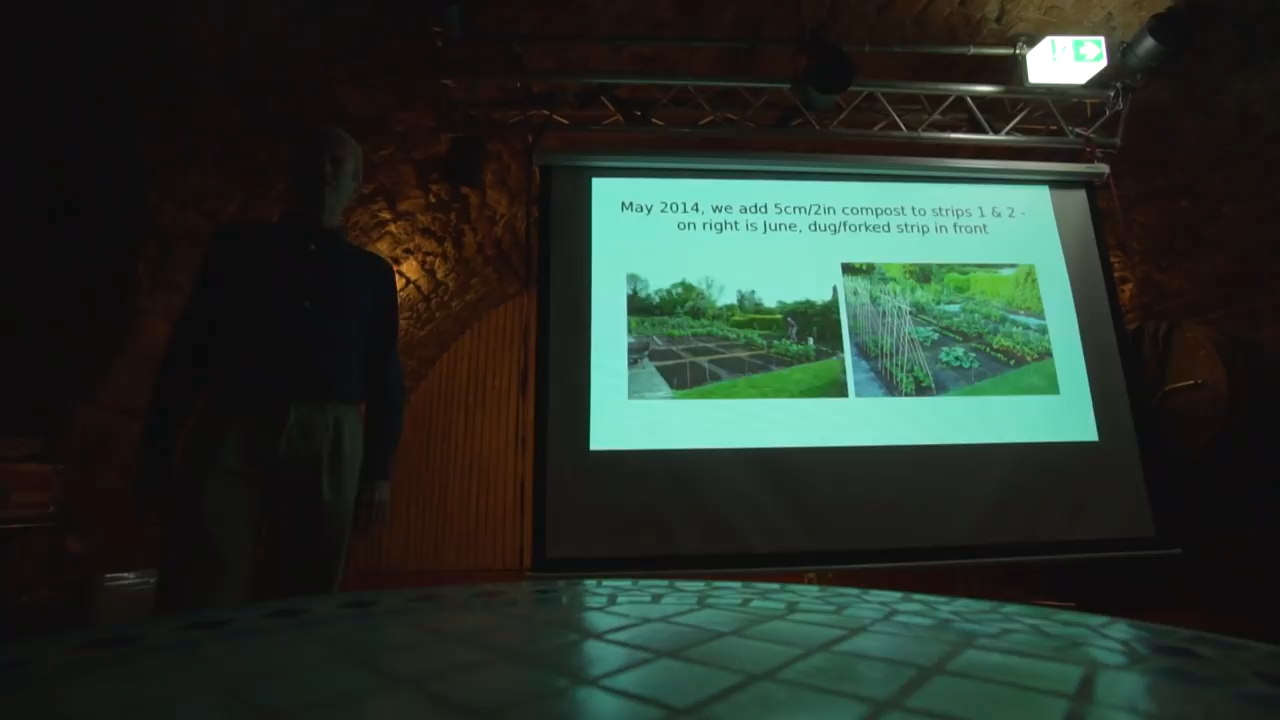 May 2014, we add 5cm/2in compost to strips 1 & 2 -
on right is June, dug/forked strip in front